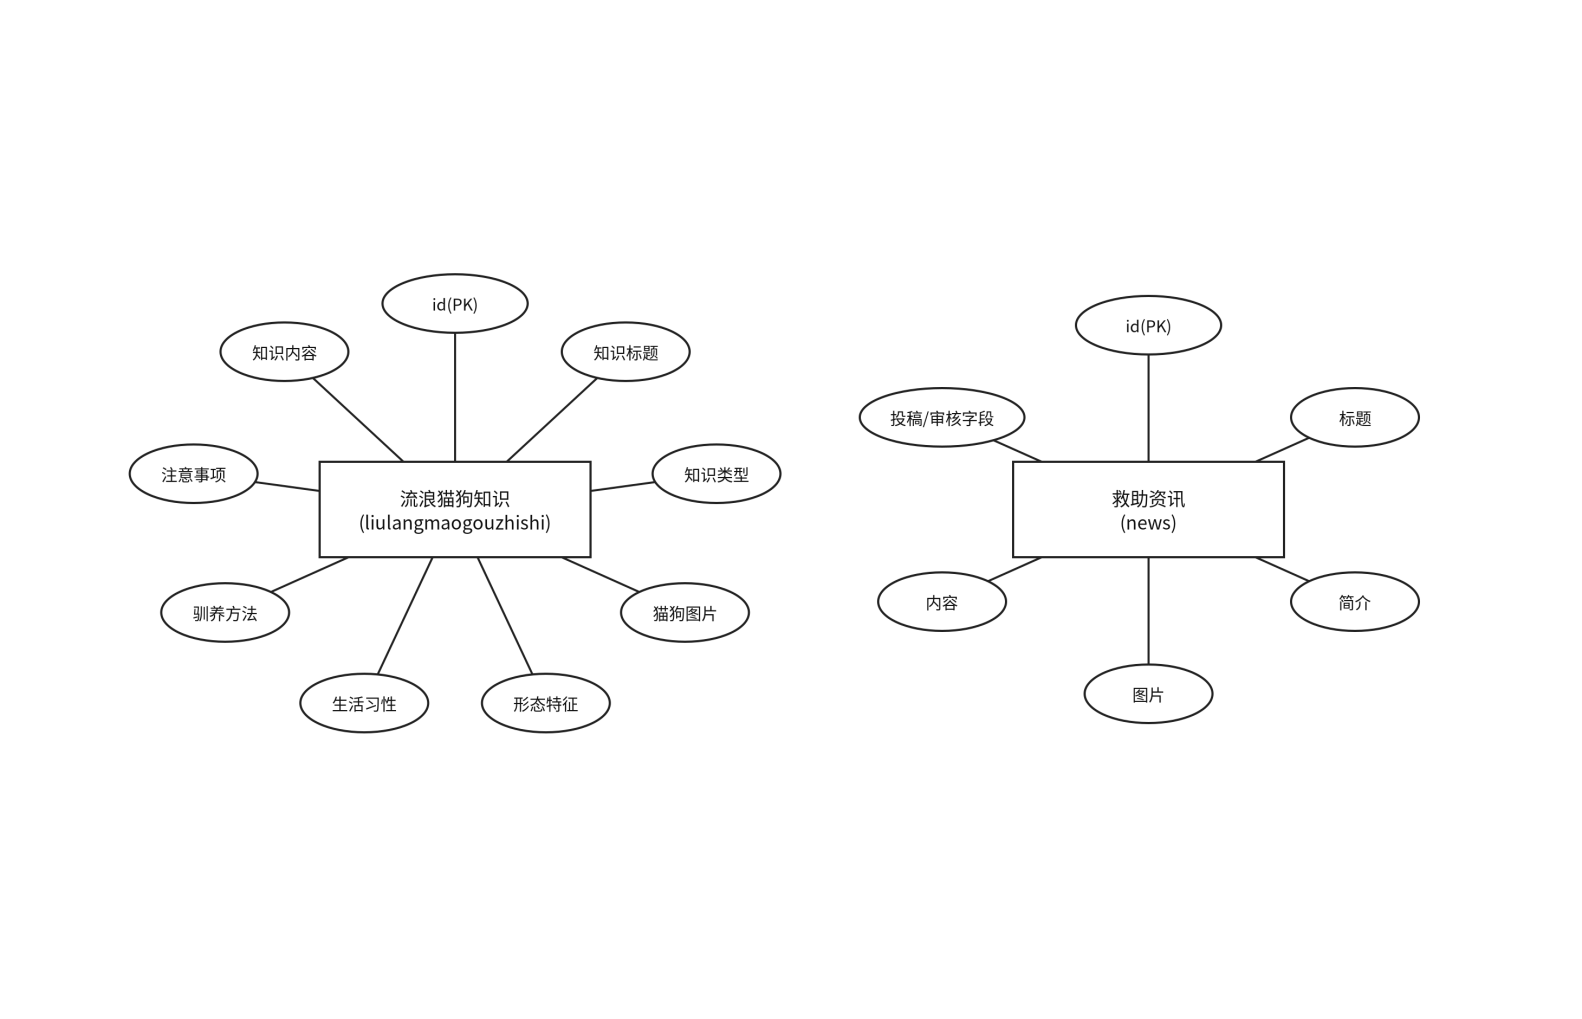 id(PK)
知识内容
知识标题
注意事项
知识类型
流浪猫狗知识
(liulangmaogouzhishi)
驯养方法
猫狗图片
生活习性
形态特征
id(PK)
投稿/审核字段
标题
救助资讯
(news)
内容
简介
图片